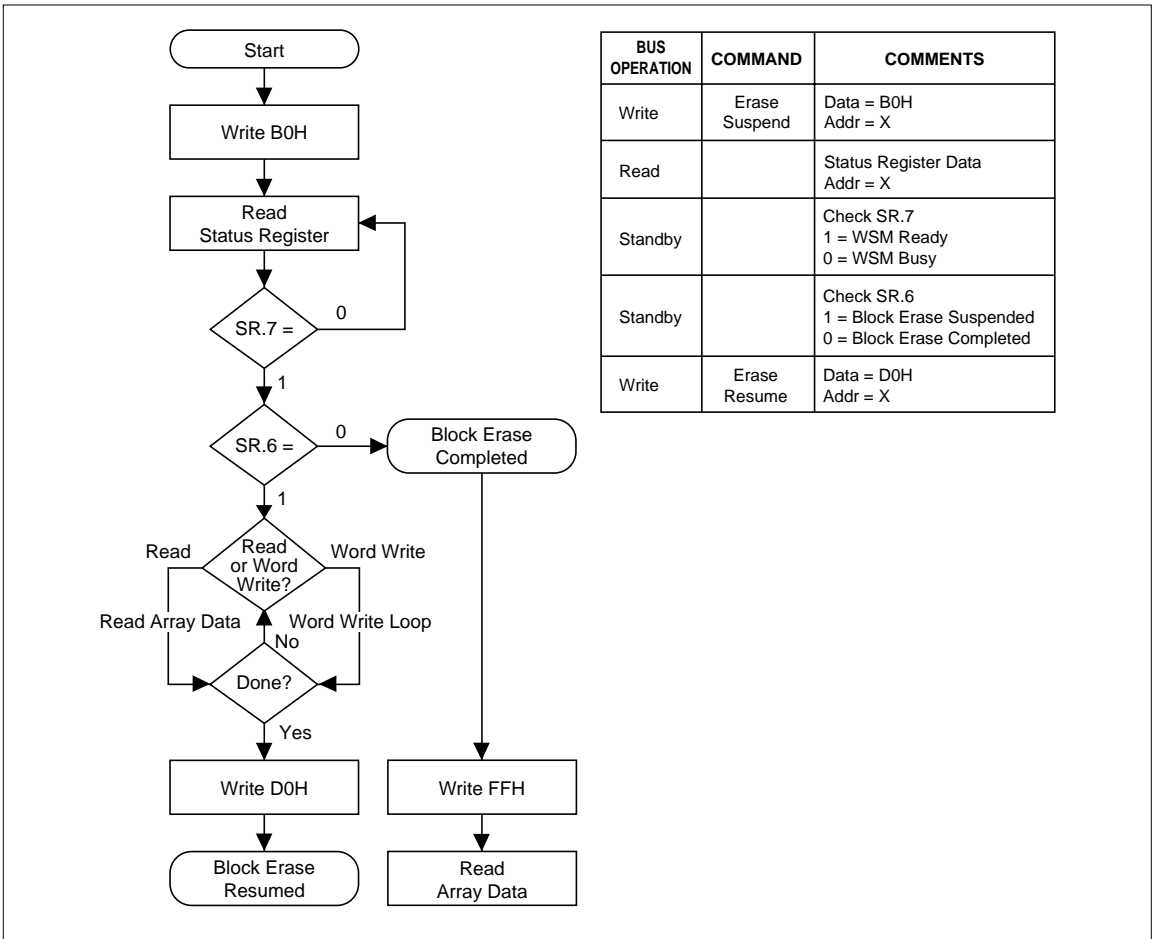 Start
Write B0H
Read
Status Register
SR.7 =
0
1
SR.6 =
0
Block Erase
Completed
1
Read
Read
or Word
Write?
Word Write
Read Array Data
Word Write Loop
No
Done?
Yes
Write D0H
Write FFH
Block Erase
Resumed
Read
Array Data
BUS
OPERATION
COMMAND
COMMENTS
Write
Erase
Suspend
Data = B0H
Addr = X
Read
Status Register Data
Addr = X
Standby
Check SR.7
1 = WSM Ready
0 = WSM Busy
Standby
Check SR.6
1 = Block Erase Suspended
0 = Block Erase Completed
Write
Erase
Resume
Data = D0H
Addr = X